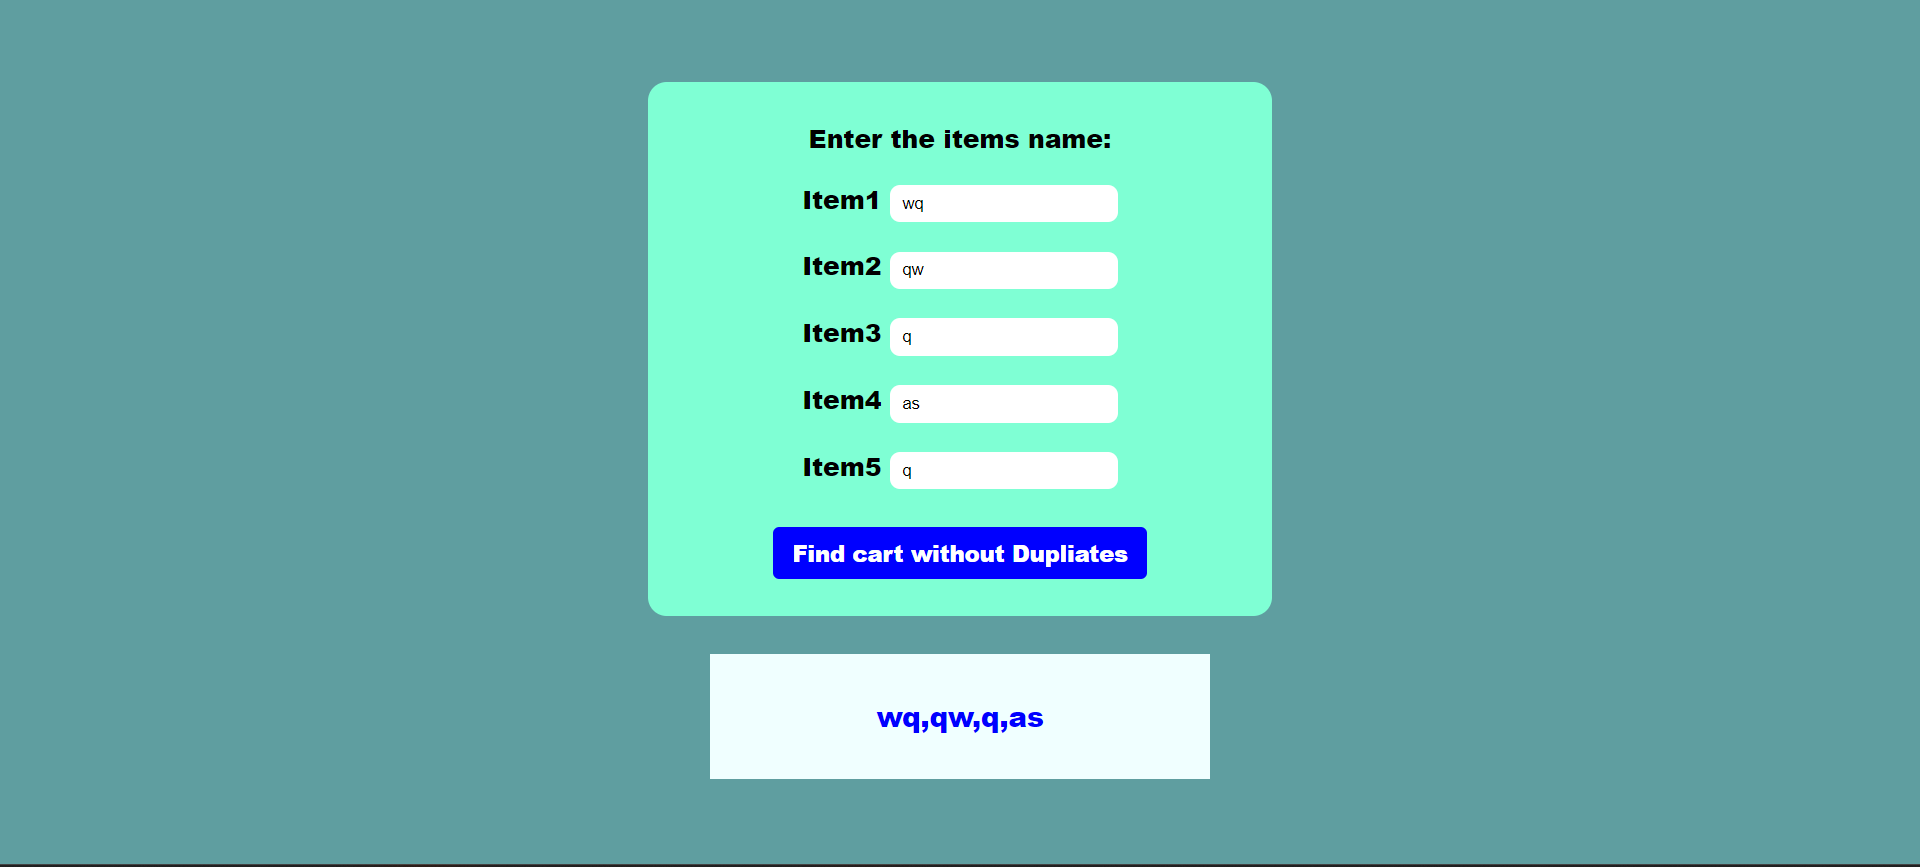 Enter the items name:
Item1 wq
Item2 qw
Item3 q
Item4 as
Item5 q
Find cart without Dupliates
wq,qw,q,as